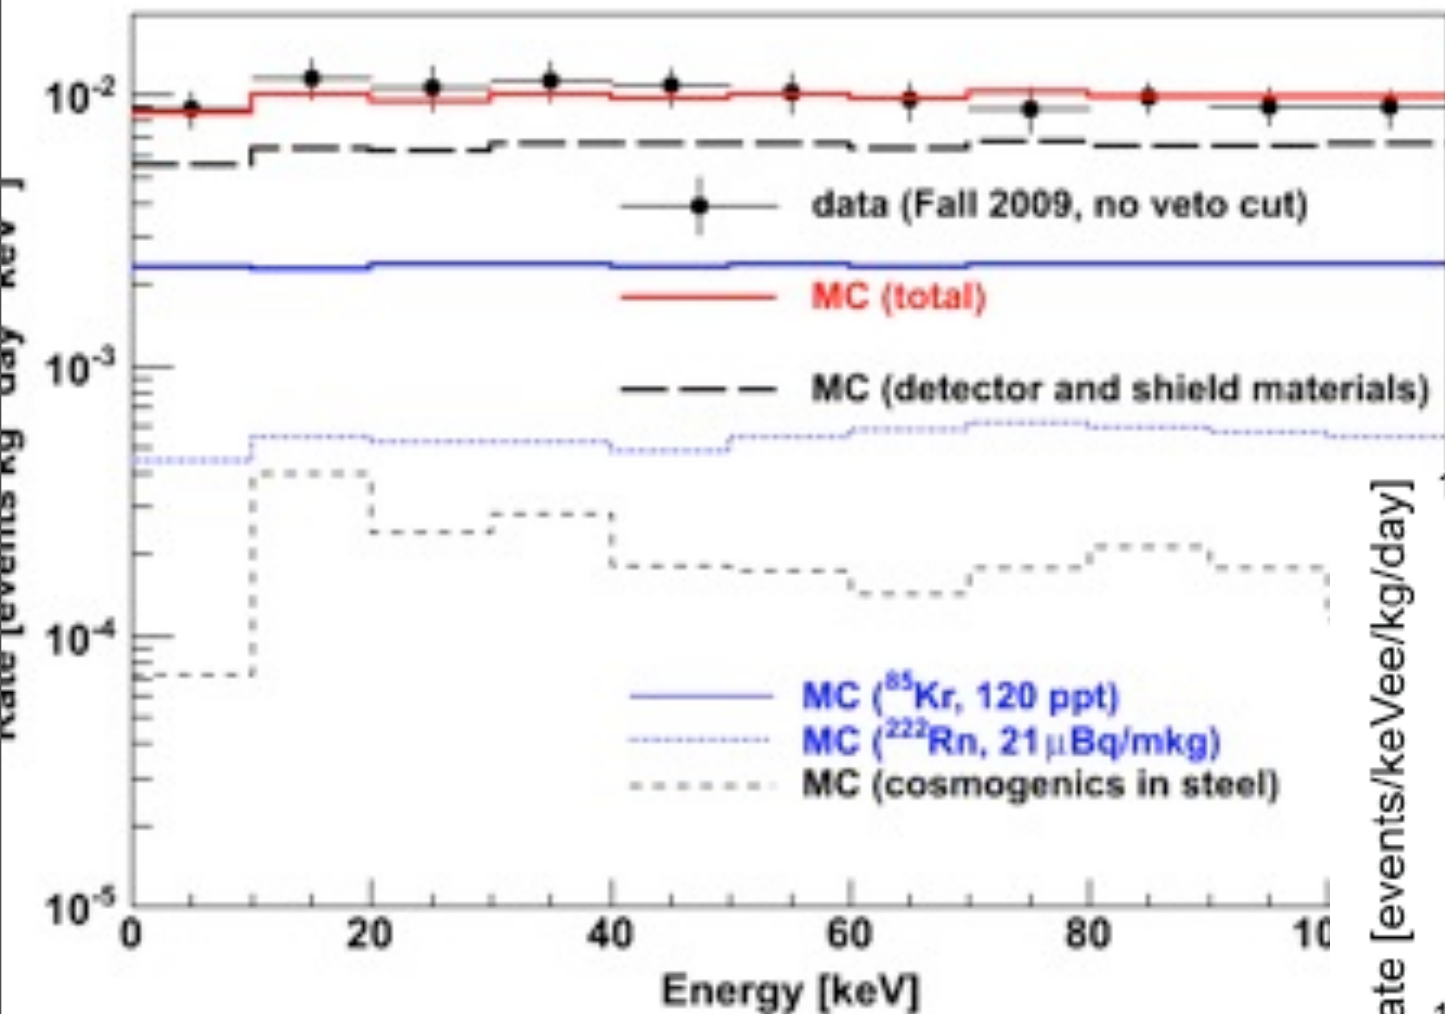 10-2
data (Fall 2009, no veto cut)
MC (total)
10-3
MC (detector and shield materials)
10-4
MC (85Kr, 120 ppt)
MC (222Rn, 21 μBq/mkg)
MC (cosmogenics in steel)
10-5
0 20 40 60 80
Energy [keV]
[events/keVee/kg/day]